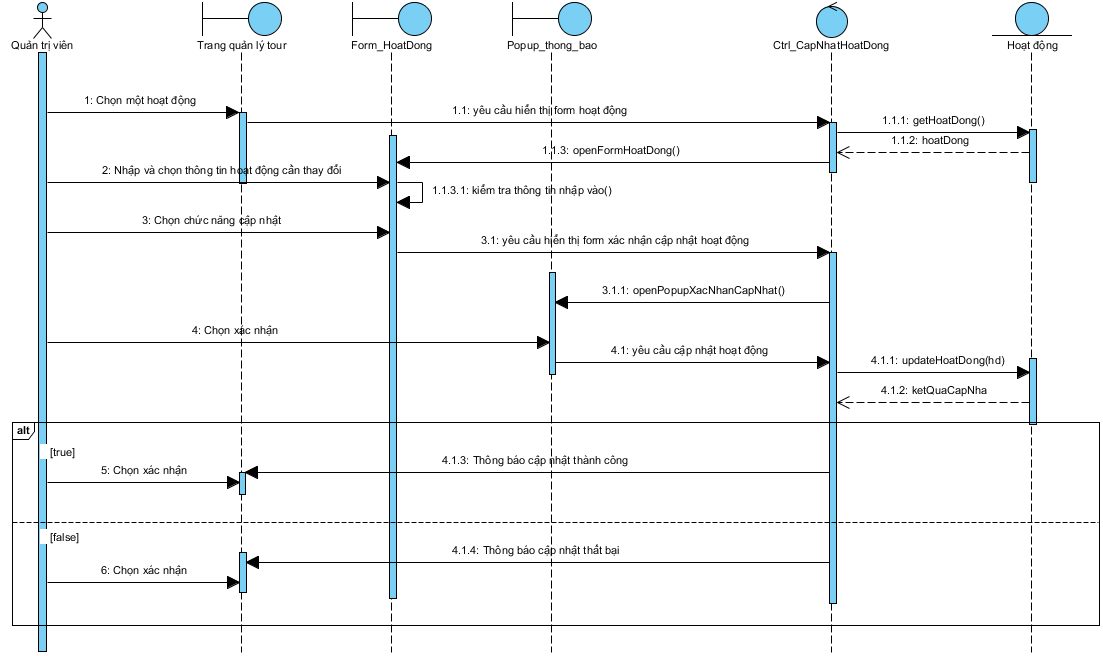 Quản trị viên
Trang quản lý tour
Form_HoatDong
Popup_thong_bao
Ctrl_CapNhatHoatDong
Hoạt động
1: Chọn một hoạt động
1.1: yêu cầu hiển thị form hoạt động
1.1.1: getHoatDong()
1.1.2: hoatDong
1.1.3: openFormHoatDong()
2: Nhập và chọn thông tin hoạt động cần thay đổi
1.1.3.1: kiểm tra thông tin nhập vào()
3: Chọn chức năng cập nhật
3.1: yêu cầu hiển thị form xác nhận cập nhật hoạt động
3.1.1: openPopupXacNhanCapNhat()
4: Chọn xác nhận
4.1: yêu cầu cập nhật hoạt động
4.1.1: updateHoatDong(hd)
4.1.2: ketQuaCapNha
alt
[true]
4.1.3: Thông báo cập nhật thành công
5: Chọn xác nhận
[false]
4.1.4: Thông báo cập nhật thất bại
6: Chọn xác nhận